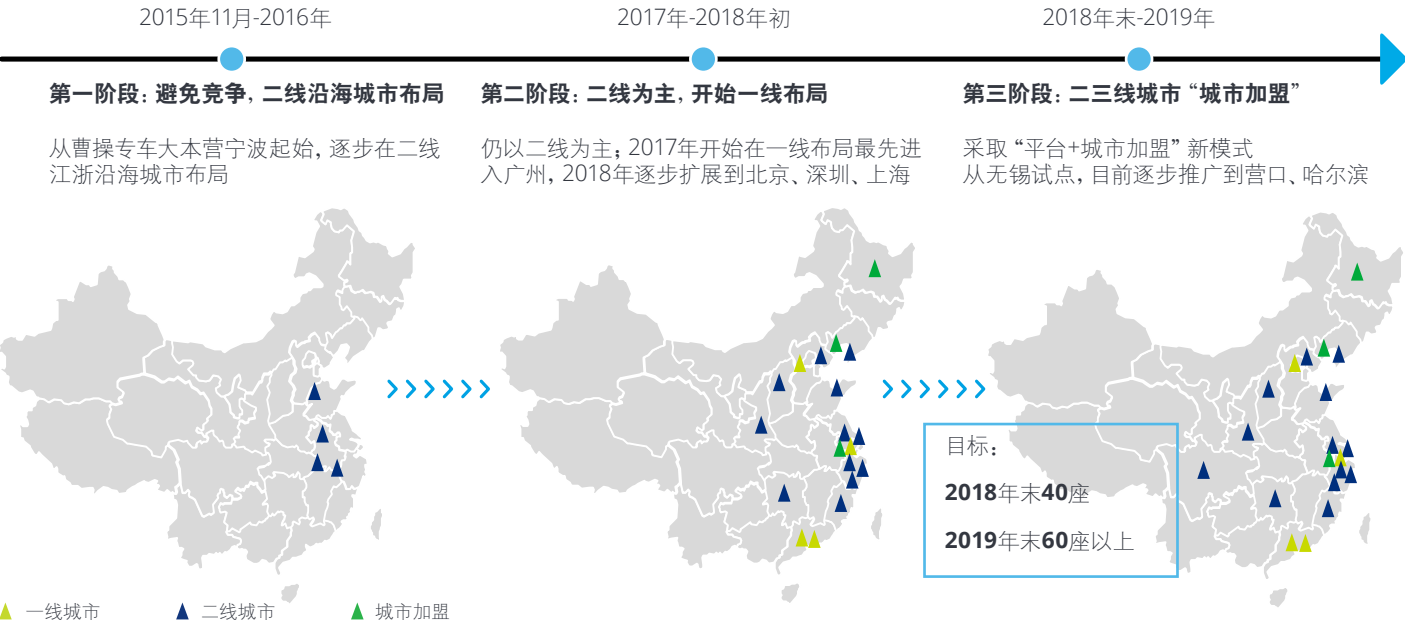 2015年11月-2016年
2017年-2018年初
2018年末-2019年
第一阶段: 避免竞争, 二线沿海城市布局
从曹操专车大本营宁波起始, 逐步在二线
江浙沿海城市布局
第二阶段: 二线为主, 开始一线布局
仍以二线为主; 2017年开始在一线布局最先进
入广州, 2018年逐步扩展到北京、深圳、上海
第三阶段: 二三线城市 “城市加盟”
采取 “平台+城市加盟” 新模式
从无锡试点, 目前逐步推广到营口、哈尔滨
目标:
2018年末40座
2019年末60座以上
一线城市
二线城市
城市加盟